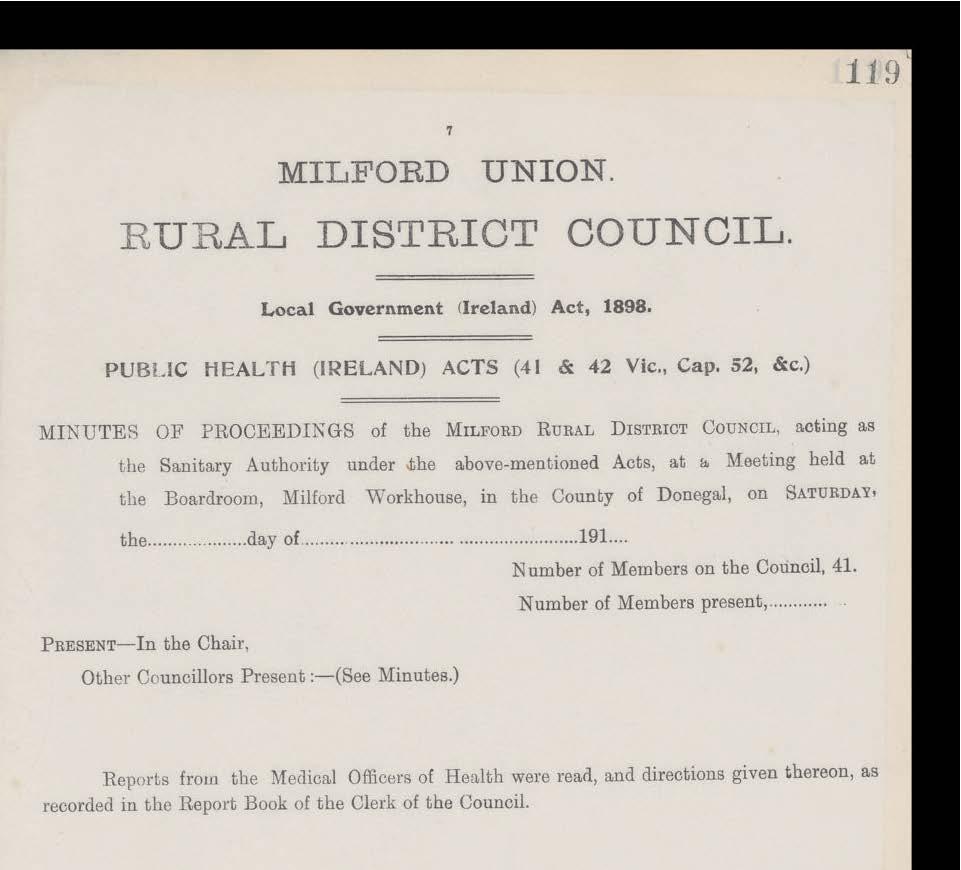 119
7
MILFORD UNION.
RURAL DISTRICT COUNCIL.
Local Government (Ireland) Act, 1898.
PUBLIC HEALTH (IRELAND) ACTS (41 & 42 Vic., Cap. 52, &c.)
MINUTES OF PROCEEDINGS of the MILFORD RURAL DISTRICT COUNCIL, acting as
the Sanitary Authority under the above-mentioned Acts, at a Meeting held at
the Boardroom, Milford Workhouse, in the County of Donegal, on SATURDAY,
the....................day of......................................................191....
Number of Members on the Council, 41.
Number of Members present,............
PRESENT—In the Chair,
Other Councillors Present:—(See Minutes.)
Reports from the Medical Officers of Health were read, and directions given thereon, as
recorded in the Report Book of the Clerk of the Council.